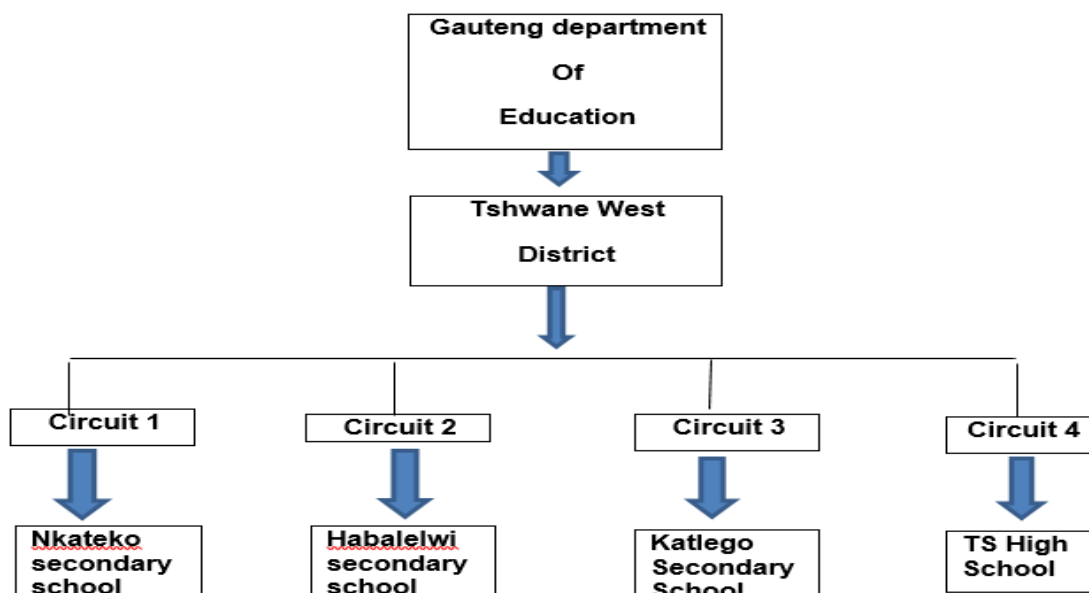 Gauteng department
Of
Education
Tshwane West
District
Circuit 1
Circuit 2
Circuit 3
Circuit 4
Nkateko
secondary
school
Habalelwi
secondary
school
Katlego
Secondary
School
TS High
School